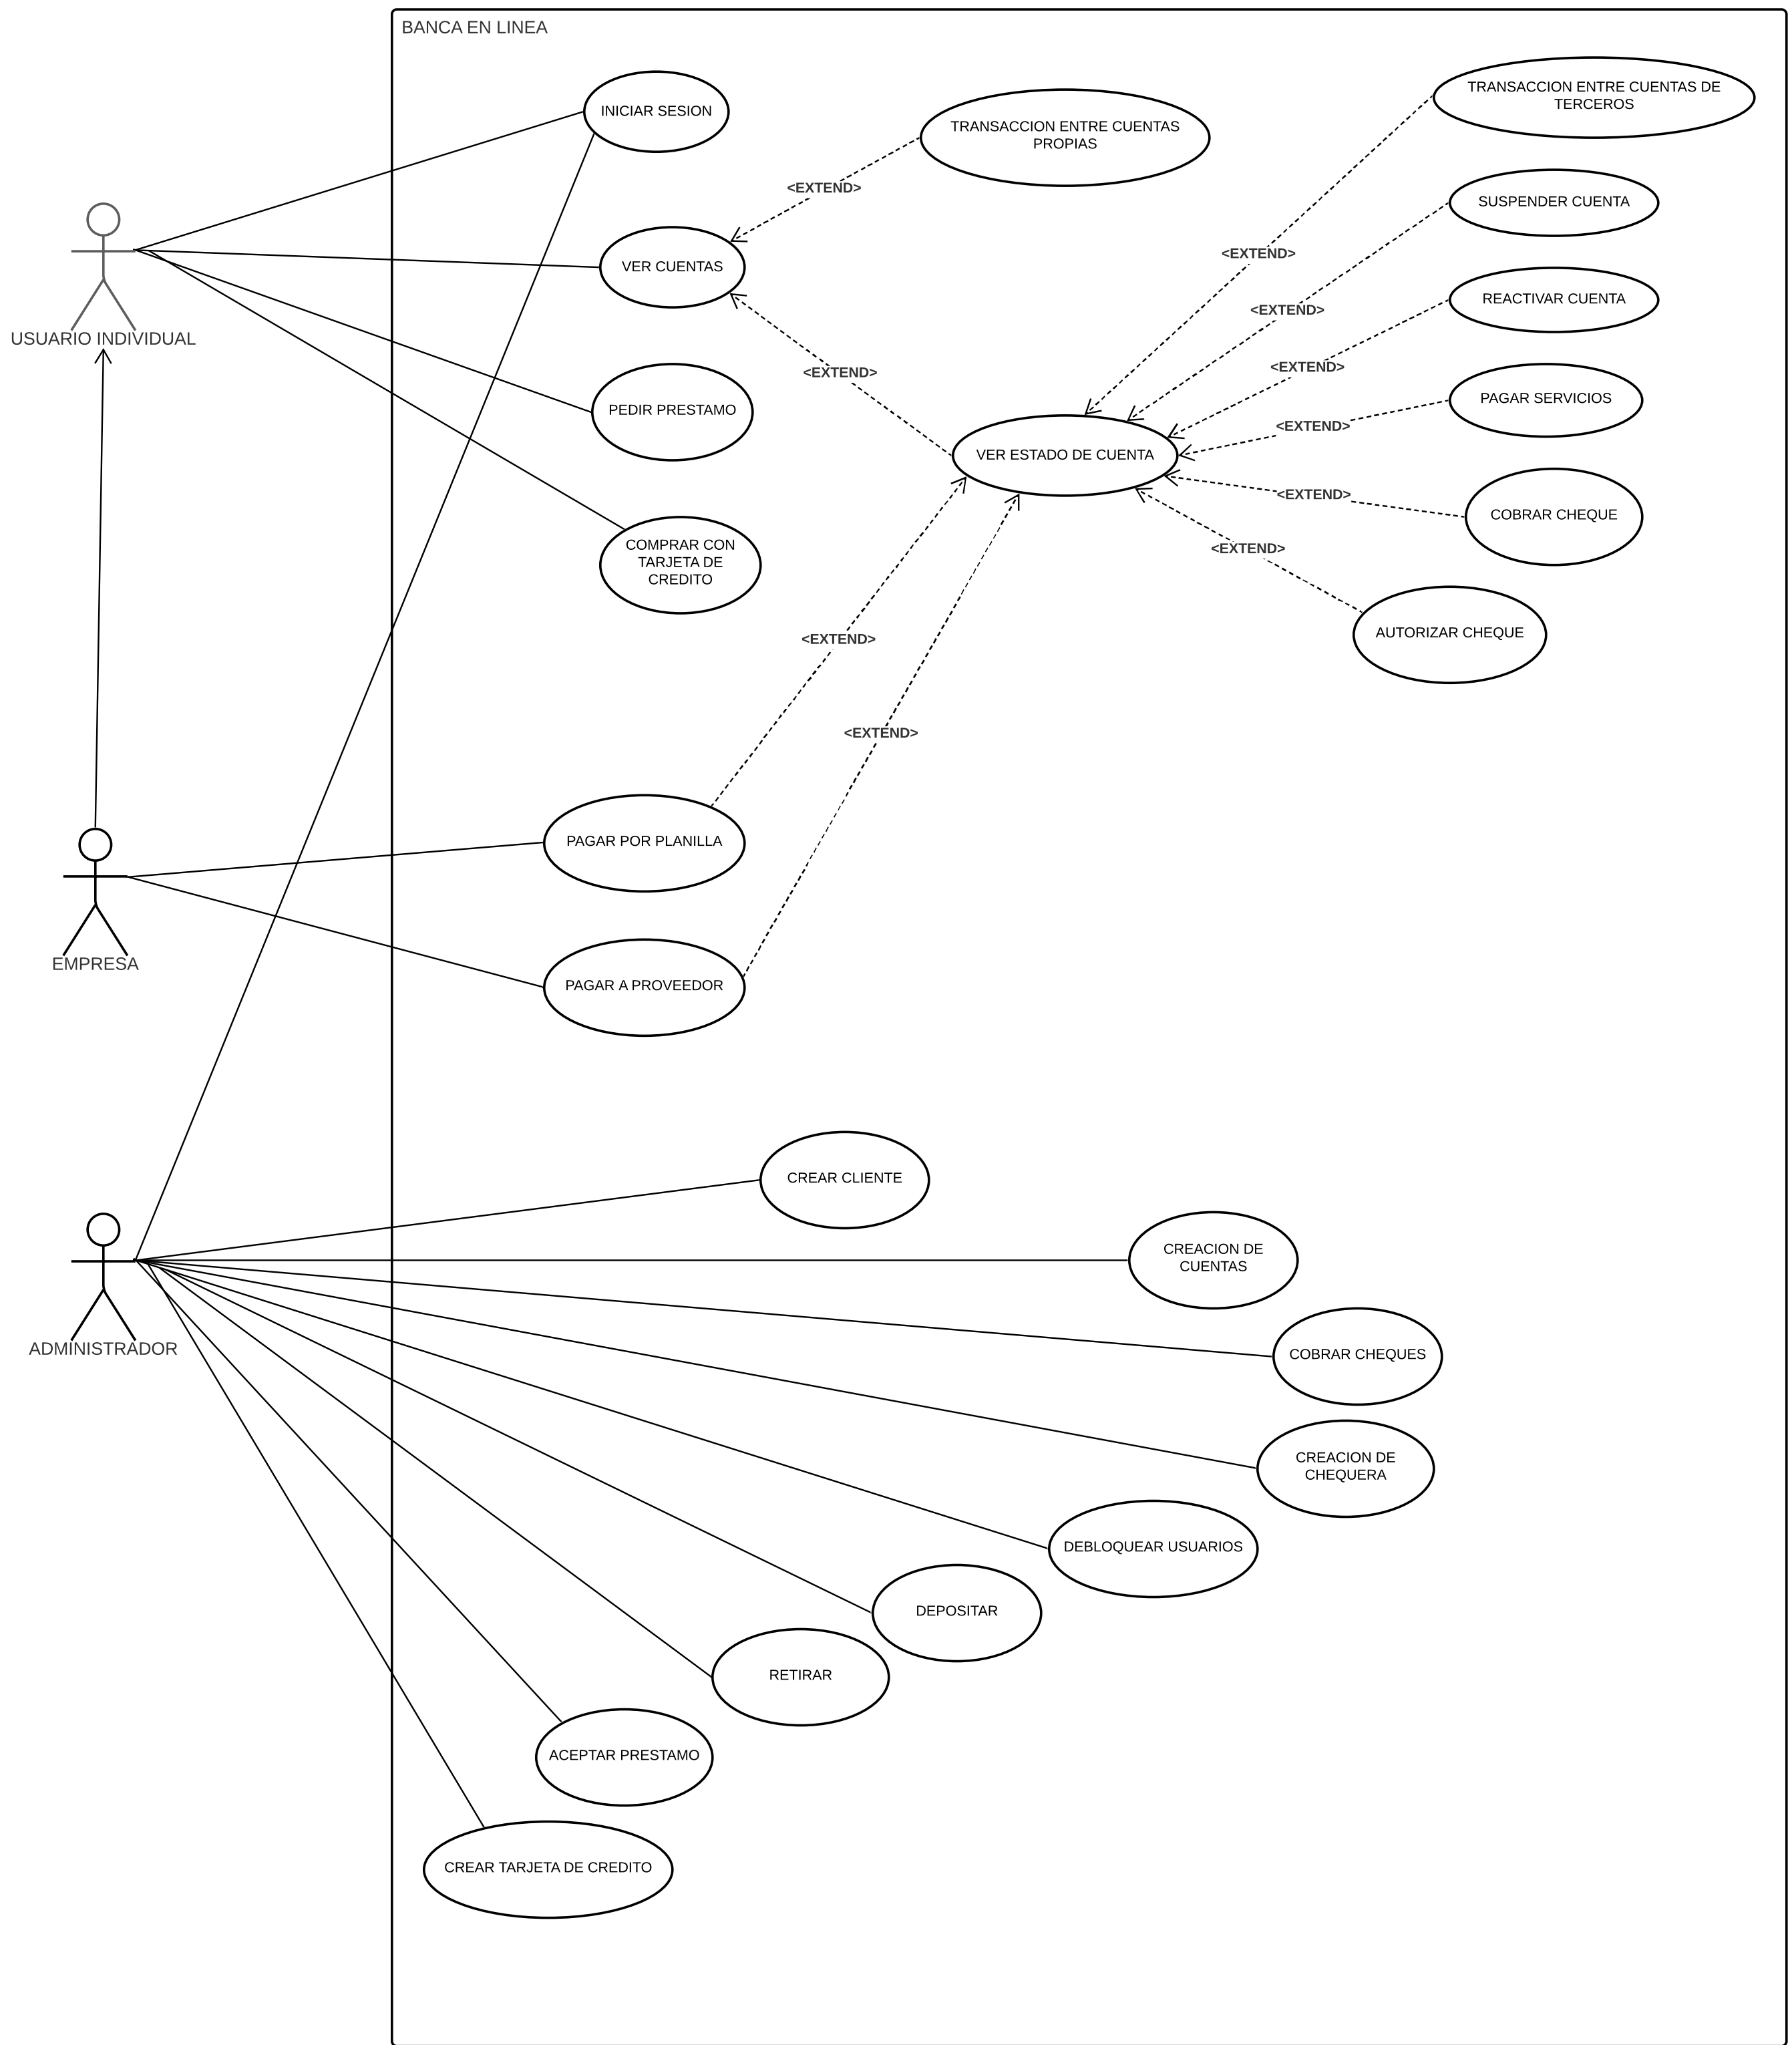 BANCA EN LINEA
INICIAR SESION
TRANSACCION ENTRE CUENTAS
PROPIAS
TRANSACCION ENTRE CUENTAS DE
TERCEROS
<EXTEND>
SUSPENDER CUENTA
<EXTEND>
VER CUENTAS
REACTIVAR CUENTA
<EXTEND>
USUARIO INDIVIDUAL
<EXTEND>
<EXTEND>
PAGAR SERVICIOS
PEDIR PRESTAMO
<EXTEND>
VER ESTADO DE CUENTA
<EXTEND>
COBRAR CHEQUE
COMPRAR CON
TARJETA DE
CREDITO
<EXTEND>
AUTORIZAR CHEQUE
<EXTEND>
<EXTEND>
PAGAR POR PLANILLA
EMPRESA
PAGAR A PROVEEDOR
CREAR CLIENTE
CREACION DE
CUENTAS
ADMINISTRADOR
COBRAR CHEQUES
CREACION DE
CHEQUERA
DEBLOQUEAR USUARIOS
DEPOSITAR
RETIRAR
ACEPTAR PRESTAMO
CREAR TARJETA DE CREDITO